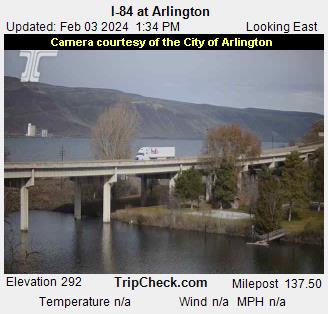 I-84 at Arlington
Updated: Feb 03 2024 1:34 PM Looking East
Camera courtesy of the City of Arlington
FedEx
Elevation 292 TripCheck.com Milepost 137.50
Temperature n/a Wind n/a MPH n/a